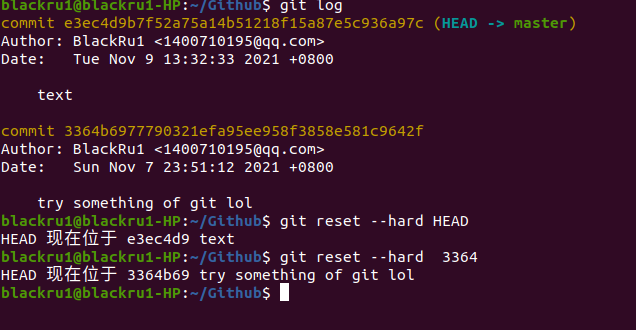 blackru1@blackru1-HP:~/Github$ git log
commit e3ec4d9b7f52a75a14b51218f15a87e5c936a97c (HEAD -> master)
Author: BlackRu1 <1400710195@qq.com>
Date:   Tue Nov 9 13:32:33 2021 +0800
    text
commit 3364b6977790321efa95ee958f3858e581c9642f
Author: BlackRu1 <1400710195@qq.com>
Date:   Sun Nov 7 23:51:12 2021 +0800
    try something of git lol
blackru1@blackru1-HP:~/Github$ git reset --hard HEAD
HEAD 现在位于 e3ec4d9 text
blackru1@blackru1-HP:~/Github$ git reset --hard  3364
HEAD 现在位于 3364b69 try something of git lol
blackru1@blackru1-HP:~/Github$